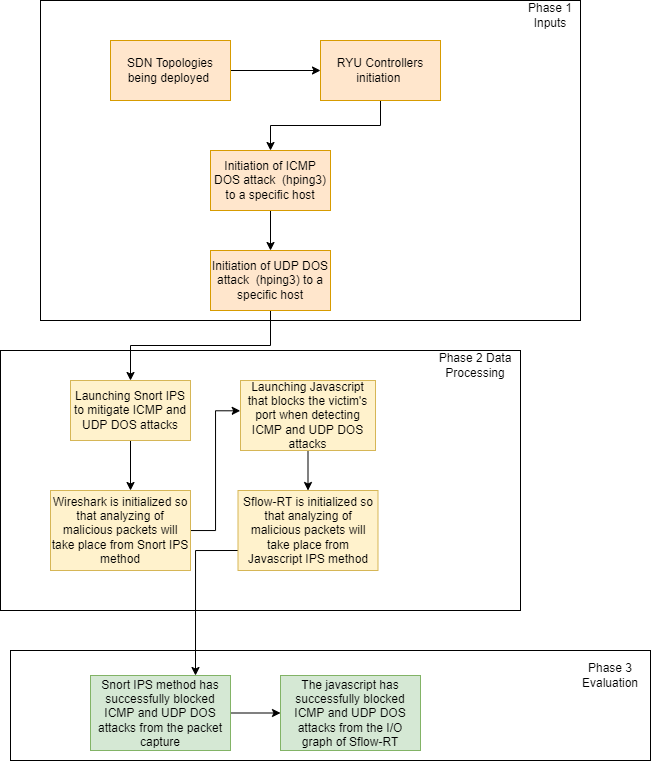 Phase 1
Inputs
SDN Topologies
being deployed
RYU Controllers
initiation
Initiation of ICMP
DOS attack (hping3)
to a specific host
Initiation of UDP DOS
attack (hping3) to a
specific host
Phase 2 Data
Processing
Launching Snort IPS
to mitigate ICMP and
UDP DOS attacks
Launching Javascript
that blocks the victim's
port when detecting
ICMP and UDP DOS
attacks
Wireshark is initialized so
that analyzing of
malicious packets will
take place from Snort IPS
method
Sflow-RT is initialized so
that analyzing of
malicious packets will
take place from
Javascript IPS method
Phase 3
Evaluation
Snort IPS method has
successfully blocked
ICMP and UDP DOS
attacks from the packet
capture
The javascript has
successfully blocked
ICMP and UDP DOS
attacks from the I/O
graph of Sflow-RT